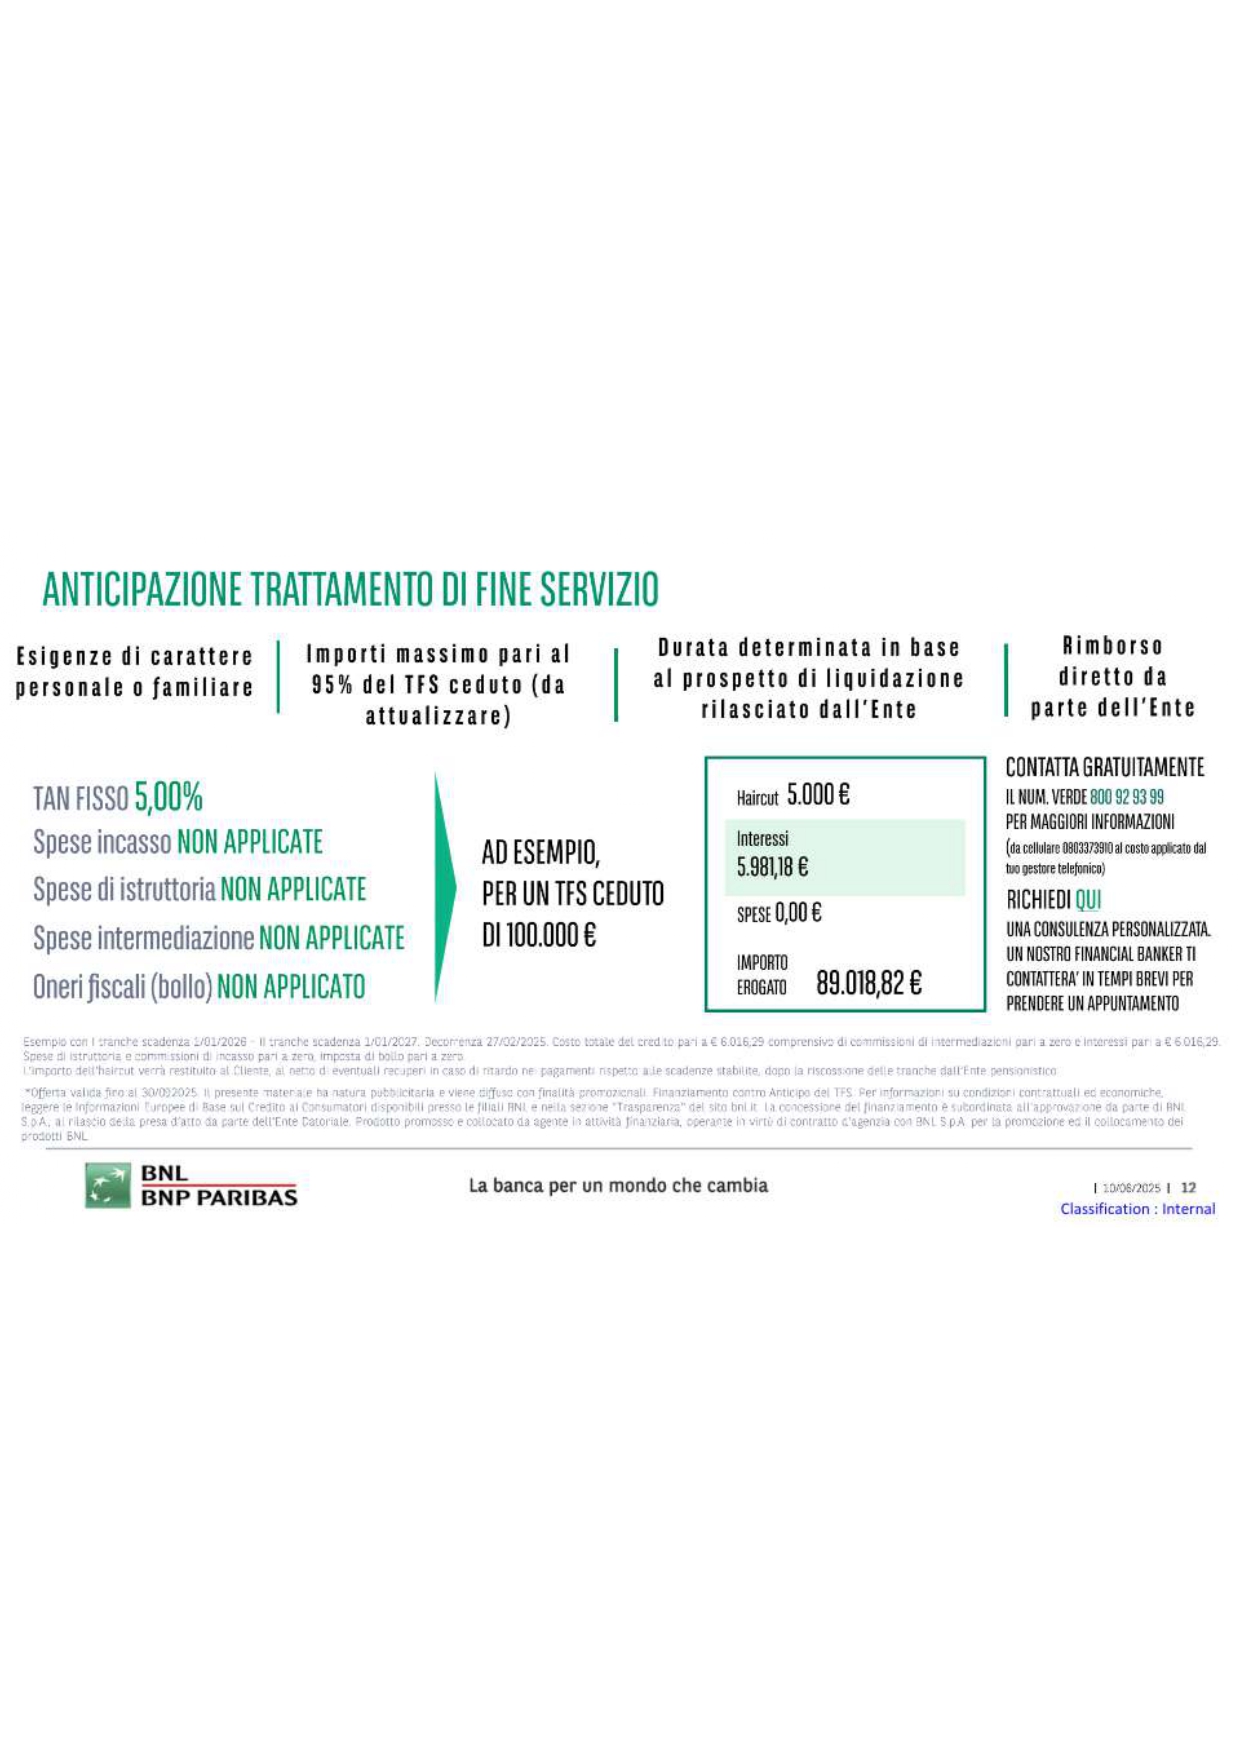 ANTICIPAZIONE TRATTAMENTO DI FINE SERVIZIO
Esigenze di carattere
personale o familiare
Importi massimo pari al
95% del TFS ceduto (da
attualizzare)
Durata determinata in base
al prospetto di liquidazione
rilasciato dall'Ente
Rimborso
diretto da
parte dell'Ente
TAN FISSO 5,00%
Spese incasso NON APPLICATE
Spese di istruttoria NON APPLICATE
Spese intermediazione NON APPLICATE
Oneri fiscali (bollo) NON APPLICATO
AD ESEMPIO,
PER UN TFS CEDUTO
DI 100.000 €
Haircut 5.000 €
Interessi
5.981,18 €
SPESE 0,00 €
IMPORTO
EROGATO 89.018,82 €
CONTATTA GRATUITAMENTE
IL NUM. VERDE 800 92 93 99
PER MAGGIORI INFORMAZIONI
(da cellulare 0803373910 al costo applicato dal
tuo gestore telefonico)
RICHIEDI QUI
UNA CONSULENZA PERSONALIZZATA.
UN NOSTRO FINANCIAL BANKER TI
CONTATTERA' IN TEMPI BREVI PER
PRENDERE UN APPUNTAMENTO
Esempio con I tranche scadenza 1/01/2026 - II tranche scadenza 1/01/2027. Decorrenza 27/02/2025. Costo totale del credito pari a € 6.016,29 comprensivo di commissioni di intermediazioni pari a zero e interessi pari a € 6.016,29.
Spese di istruttoria e commissioni di incasso pari a zero, imposta di bollo pari a zero.
L'importo dell'haircut verrà restituito al Cliente, al netto di eventuali recuperi in caso di ritardo nei pagamenti rispetto alle scadenze stabilite, dopo la riscossione delle tranche dall'Ente pensionistico
*Offerta valida fino al 30/092025. Il presente materiale ha natura pubblicitaria e viene diffuso con finalità promozionali. Finanziamento contro Anticipo del TFS. Per informazioni su condizioni contrattuali ed economiche,
leggere le Informazioni Europee di Base sul Credito ai Consumatori disponibili presso le filiali BNL e nella sezione "Trasparenza" del sito bnl.it. La concessione del finanziamento è subordinata all'approvazione da parte di BNL
S.p.A., al rilascio della presa d'atto da parte dell'Ente Datoriale. Prodotto promosso e collocato da agente in attività finanziaria, operante in virtù di contratto d'agenzia con BNL S.p.A. per la promozione ed il collocamento dei
prodotti BNL
BNL
BNP PARIBAS
La banca per un mondo che cambia
| 10/06/2025 | 12
Classification : Internal